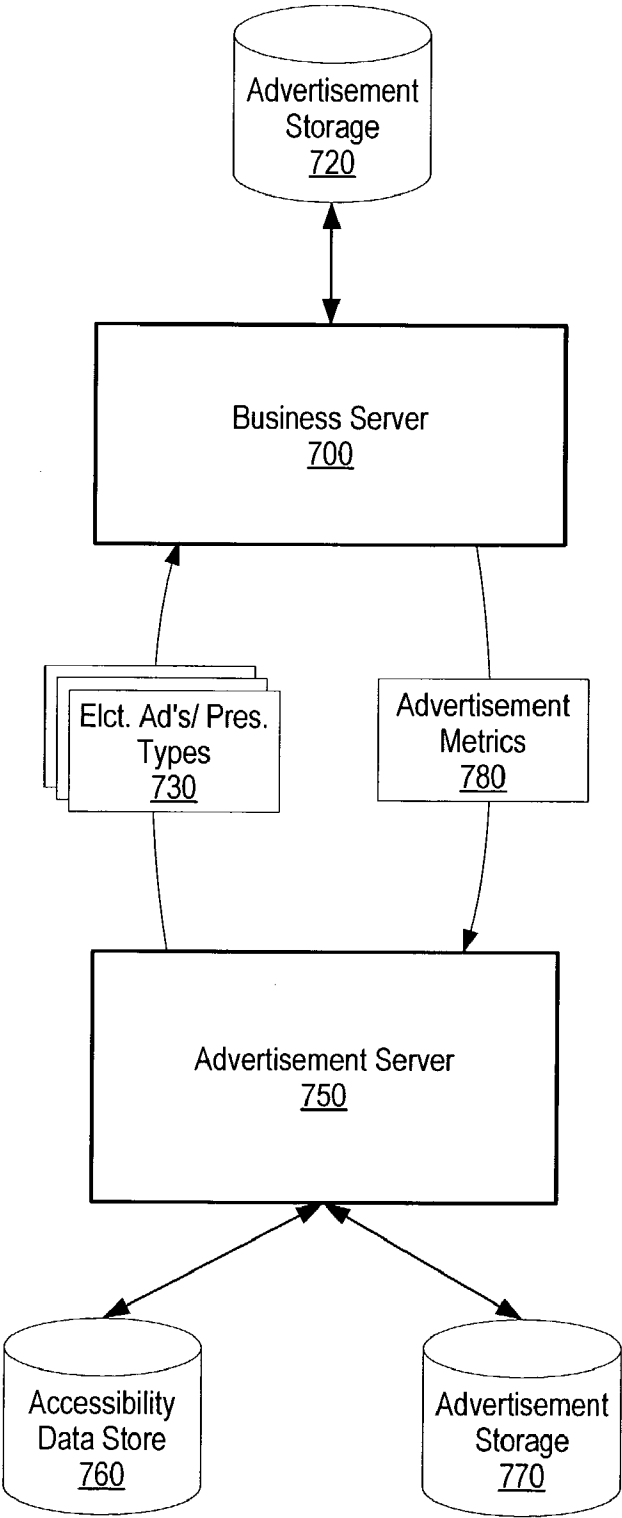 Advertisement
Storage
720
Business Server
700
Elct. Ad's/ Pres.
Types
730
Advertisement
Metrics
780
Advertisement Server
750
Accessibility
Data Store
760
Advertisement
Storage
770